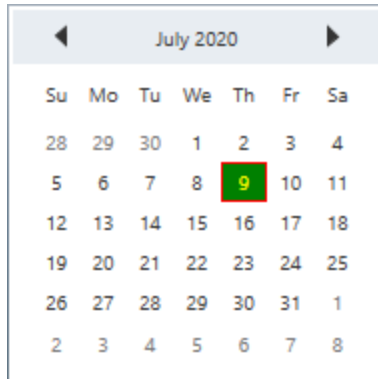 July 2020
Su Mo Tu We Th Fr Sa
28 29 30 1 2 3 4
5 6 7 8 9 10 11
12 13 14 15 16 17 18
19 20 21 22 23 24 25
26 27 28 29 30 31 1
2 3 4 5 6 7 8